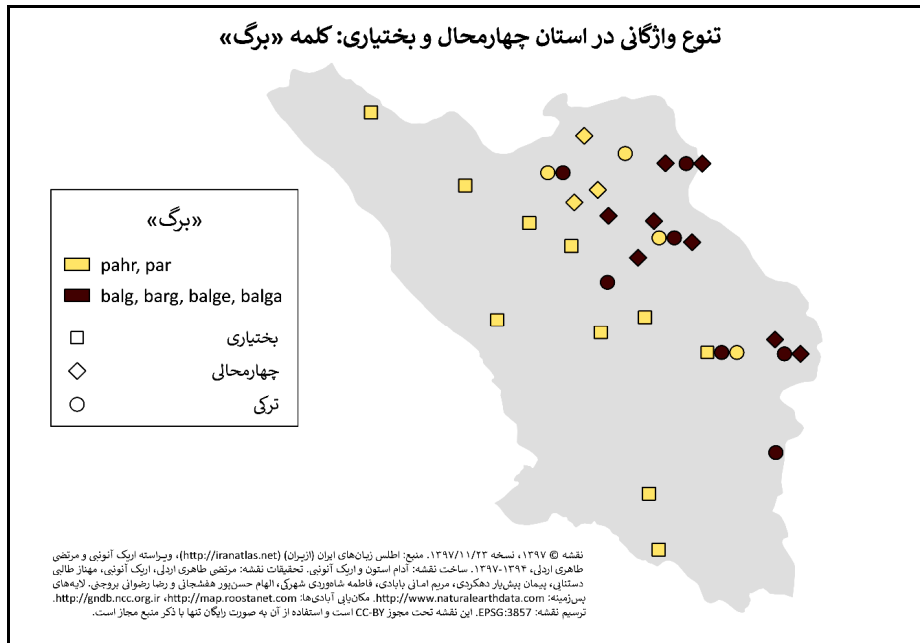 تنوع واژگانی در استان چهارمحال و بختیاری: کلمه «برگ»
«برگ»
pahr, par
balg, barg, balge, balga
بختیاری
چهارمحالی
ترکی
نقشه © ۱۳۹۷، نسخه ۱۳۹۷/۱۱/۲۳. منبع: اطلس زبان‌های ایران (ازیران) (http://iranatlas.net)، ویراسته اریک آنونبی و مرتضی
طاهری اردلی، ۱۳۹۴-۱۳۹۷. ساخت نقشه: آدام استون و اریک آنونبی. تحقیقات نقشه: مرتضی طاهری اردلی، اریک آنونبی، مهناز طالبی
دستنایی، پیمان پیش‌یار دهکردی، مریم امانی بابادی، فاطمه شاه‌وردی شهرکی، الهام حسن‌پور هفشجانی و رضا رضوانی بروجنی. لایه‌های
پس‌زمینه: http://www.naturalearthdata.com. مکان‌یابی آبادی‌ها: http://map.roostanet.com، http://gndb.ncc.org.ir.
ترسیم نقشه: EPSG:3857. این نقشه تحت مجوز CC-BY است و استفاده از آن به صورت رایگان تنها با ذکر منبع مجاز است.